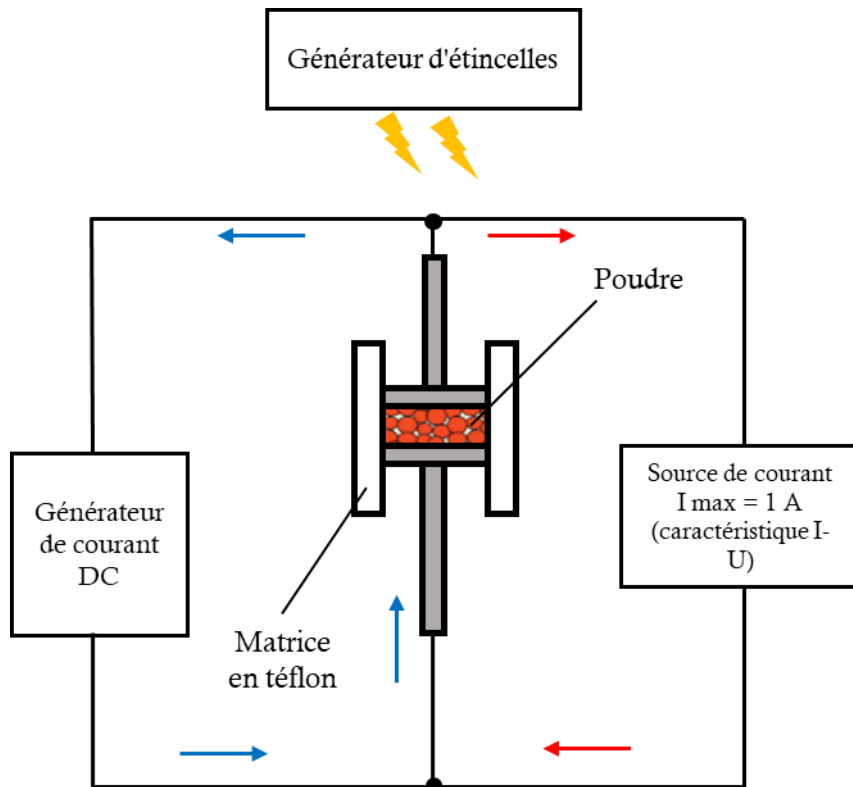 Générateur d'étincelles
Poudre
Générateur
de courant
DC
Source de courant
I max = 1 A
(caractéristique I-
U)
Matrice
en téflon